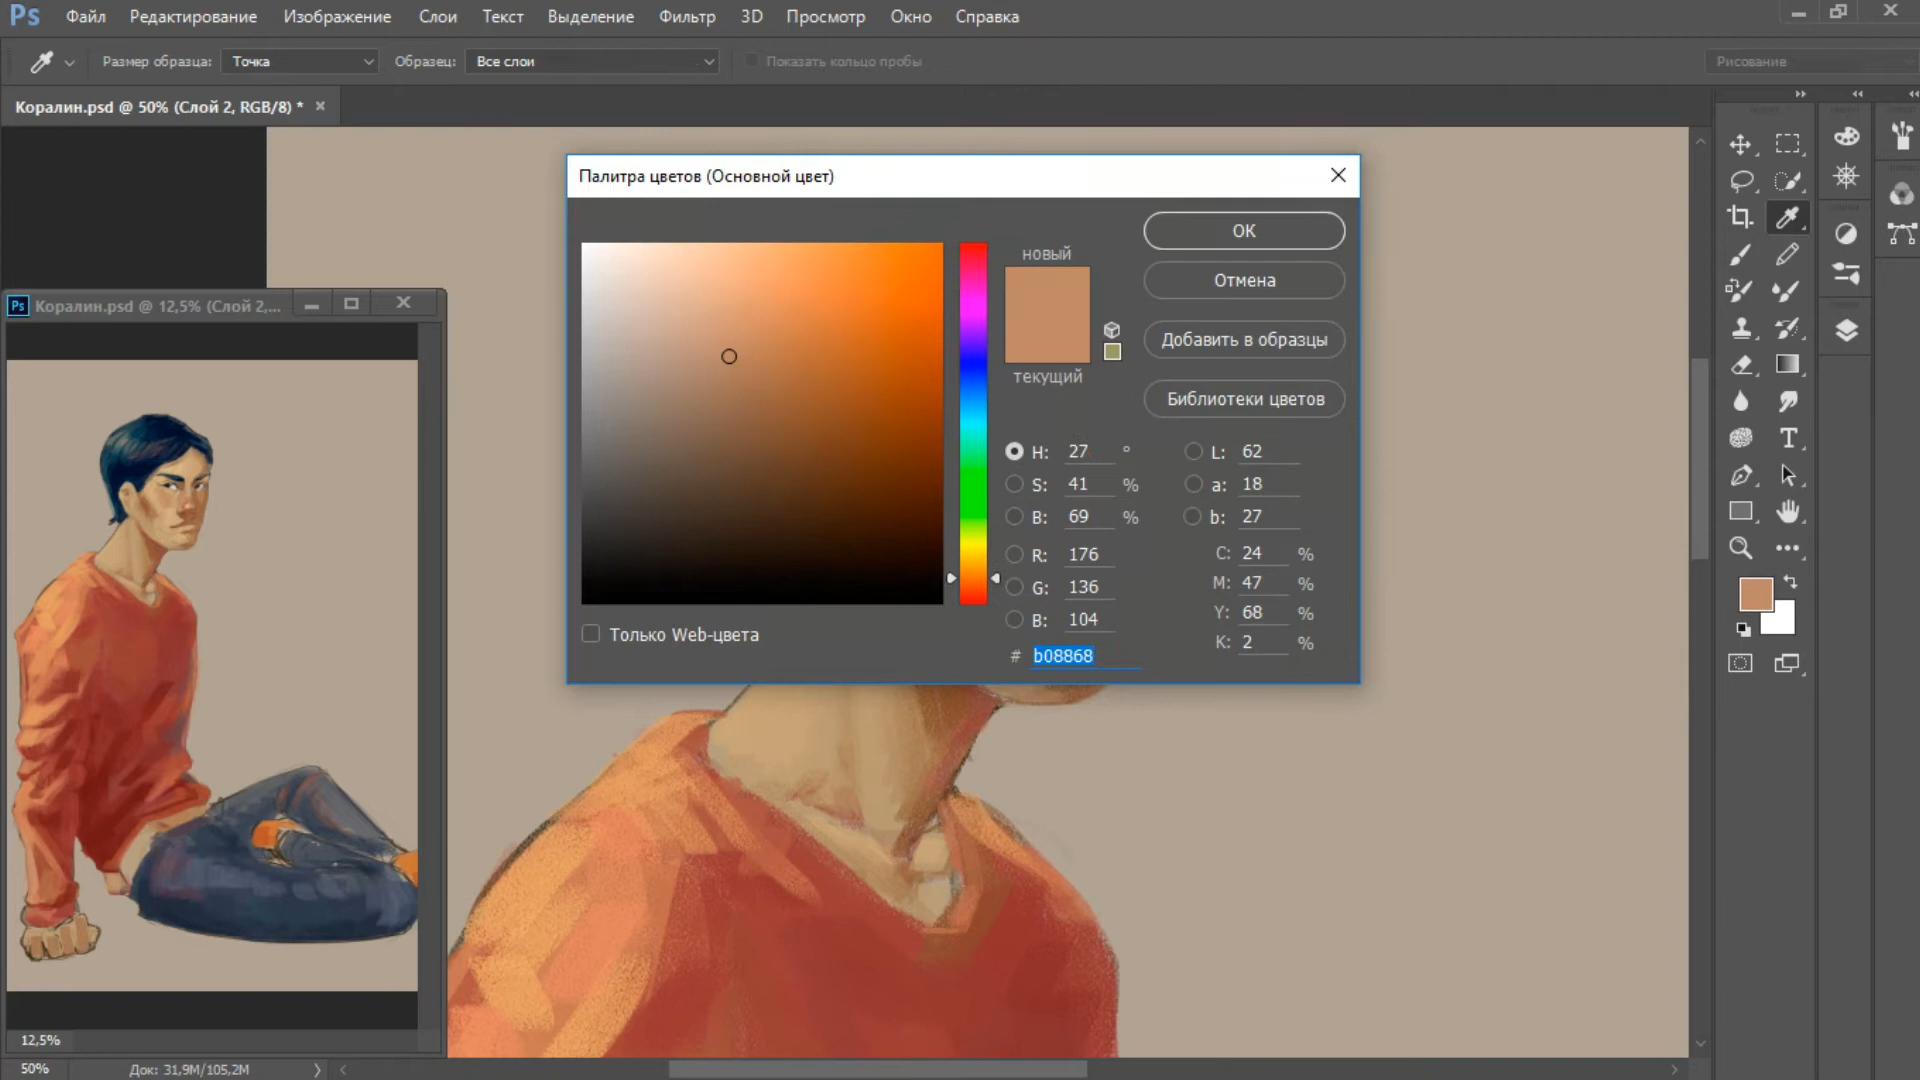 Ps Файл Редактирование Изображение Слои Текст Выделение Фильтр 3D Просмотр Окно Справка
Размер образца: Точка Образец: Все слои Показать кольцо пробы Рисование
Коралин.psd @ 50% (Слой 2, RGB/8) *
Палитра цветов (Основной цвет)
новый
текущий
OK
Отмена
Добавить в образцы
Библиотеки цветов
H: 27 ° L: 62
S: 41 % a: 18
B: 69 % b: 27
R: 176 C: 24 %
G: 136 M: 47 %
B: 104 Y: 68 %
K: 2 %
# b08868
Только Web-цвета
Ps Коралин.psd @ 12,5% (Слой 2,...
12,5%
50% Док: 31,9M/105,2M